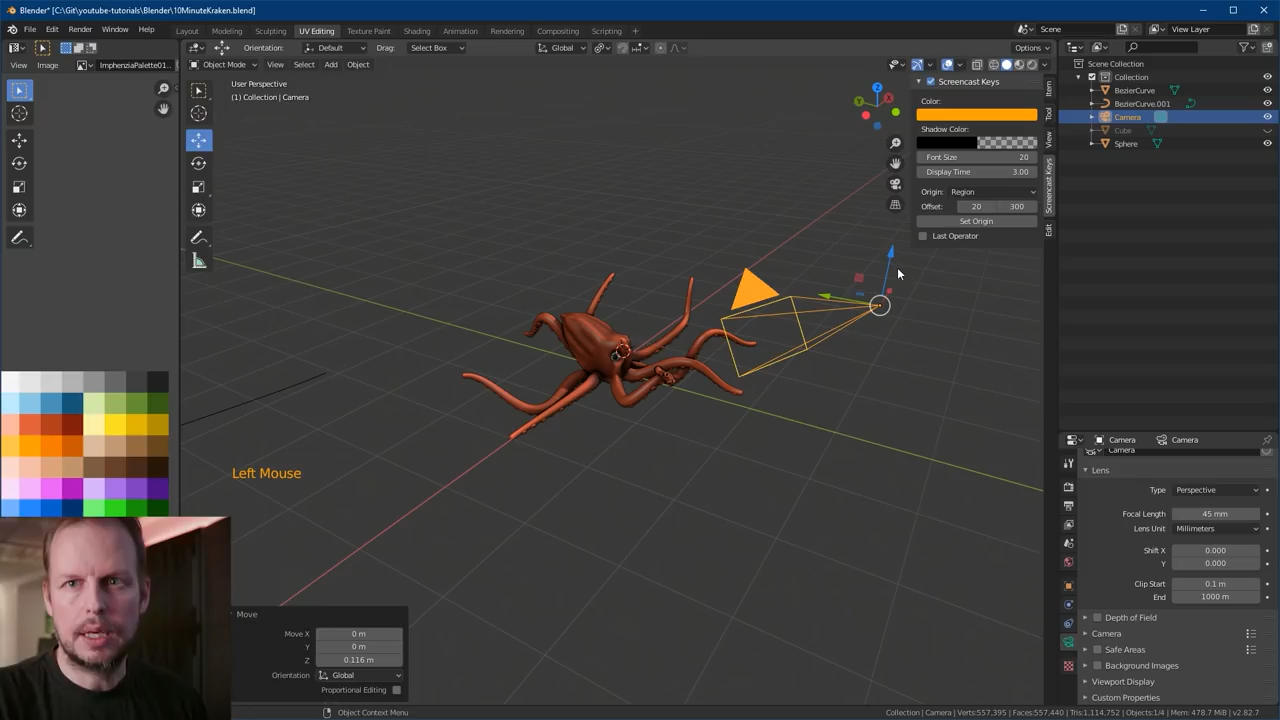 Blender* [C:\Git\youtube-tutorials\Blender\10MinuteKraken.blend]
File Edit Render Window Help Layout Modeling Sculpting UV Editing Texture Paint Shading Animation Rendering Compositing Scripting + Scene View Layer
Orientation: Default Drag: Select Box Global Options
View Image ImphenziaPalette01... Object Mode View Select Add Object
User Perspective
(1) Collection | Camera
Screencast Keys
Color:
Shadow Color:
Font Size 20
Display Time 3.00
Origin: Region
Offset: 20 300
Set Origin
Last Operator
Item
Tool
View
Screencast Keys
Edit
Scene Collection
Collection
BezierCurve
BezierCurve.001
Camera
Cube
Sphere
Left Mouse
Move
Move X 0 m
Y 0 m
Z 0.116 m
Orientation Global
Proportional Editing
Camera Camera
Camera
Lens
Type Perspective
Focal Length 45 mm
Lens Unit Millimeters
Shift X 0.000
Y 0.000
Clip Start 0.1 m
End 1000 m
Depth of Field
Camera
Safe Areas
Background Images
Viewport Display
Custom Properties
Object Context Menu
Collection | Camera | Verts:557,395 | Faces:557,440 | Tris:1,114,752 | Objects:1/4 | Mem: 478.7 MiB | v2.82.7